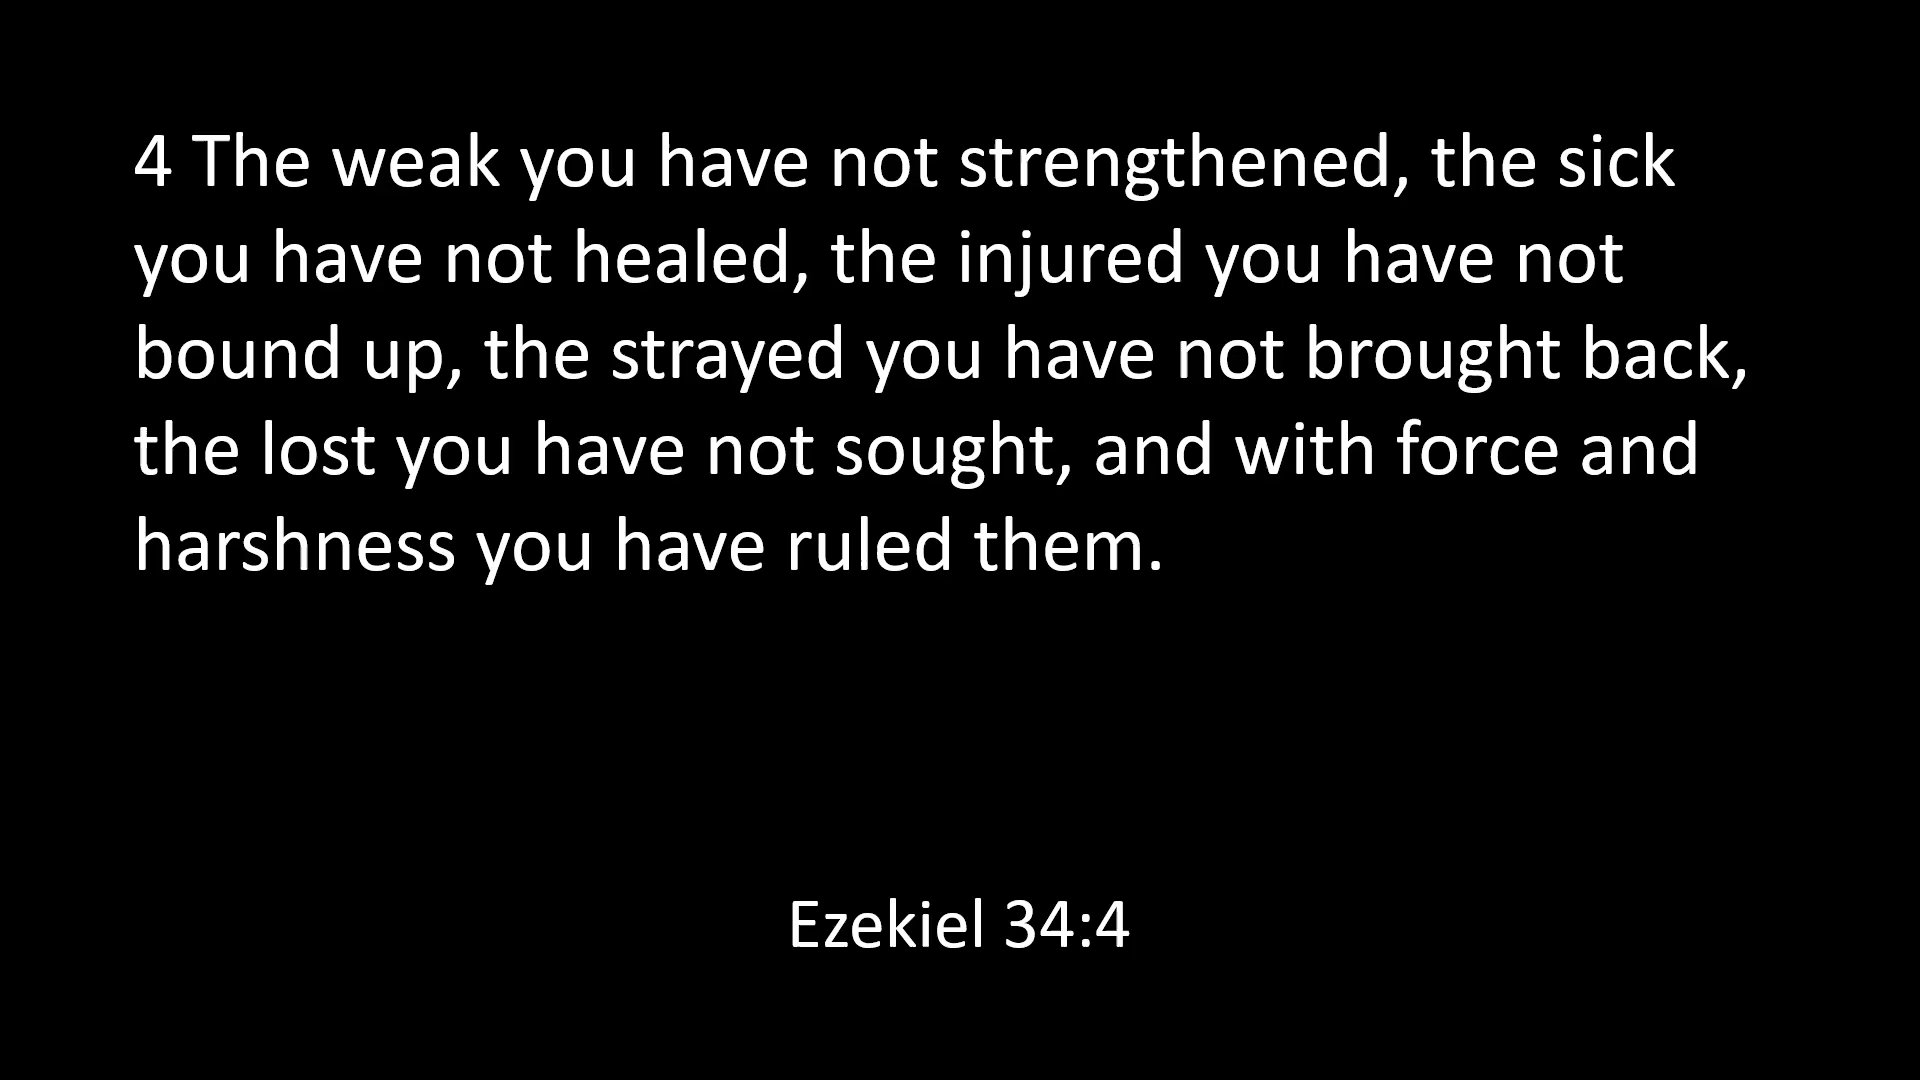 4 The weak you have not strengthened, the sick
you have not healed, the injured you have not
bound up, the strayed you have not brought back,
the lost you have not sought, and with force and
harshness you have ruled them.
Ezekiel 34:4